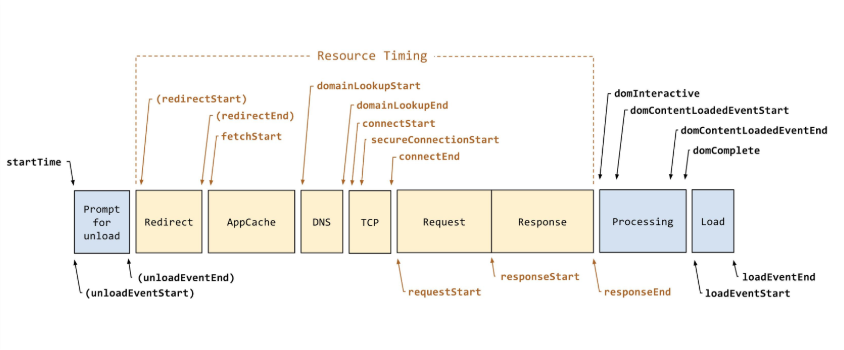 Resource Timing
domainLookupStart
(redirectStart)
domInteractive
domainLookupEnd
domContentLoadedEventStart
(redirectEnd)
connectStart
domContentLoadedEventEnd
fetchStart
secureConnectionStart
domComplete
connectEnd
startTime
Prompt
for
unload
Redirect
AppCache
DNS
TCP
Request
Response
Processing
Load
(unloadEventEnd)
responseStart
loadEventEnd
(unloadEventStart)
requestStart
responseEnd
loadEventStart